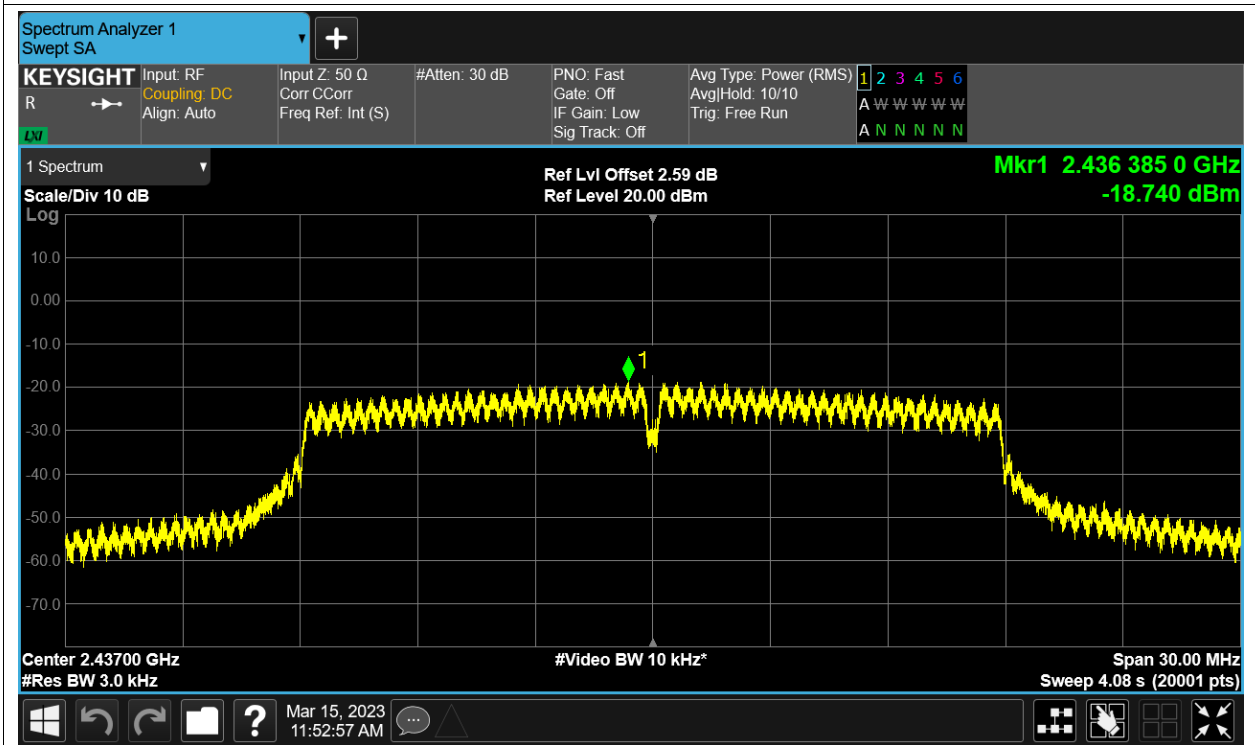 Spectrum Analyzer 1
Swept SA
KEYSIGHT
R
LXI
Input: RF
Coupling: DC
Align: Auto
Input Z: 50 Ω
Corr CCorr
Freq Ref: Int (S)
#Atten: 30 dB
PNO: Fast
Gate: Off
IF Gain: Low
Sig Track: Off
Avg Type: Power (RMS)
Avg|Hold: 10/10
Trig: Free Run
1 2 3 4 5 6
A W W W W W
A N N N N N
1 Spectrum
Scale/Div 10 dB
Log
Ref Lvl Offset 2.59 dB
Ref Level 20.00 dBm
Mkr1 2.436 385 0 GHz
-18.740 dBm
10.0
0.00
-10.0
-20.0
-30.0
-40.0
-50.0
-60.0
-70.0
1
Center 2.43700 GHz
#Res BW 3.0 kHz
#Video BW 10 kHz*
Span 30.00 MHz
Sweep 4.08 s (20001 pts)
?
Mar 15, 2023
11:52:57 AM